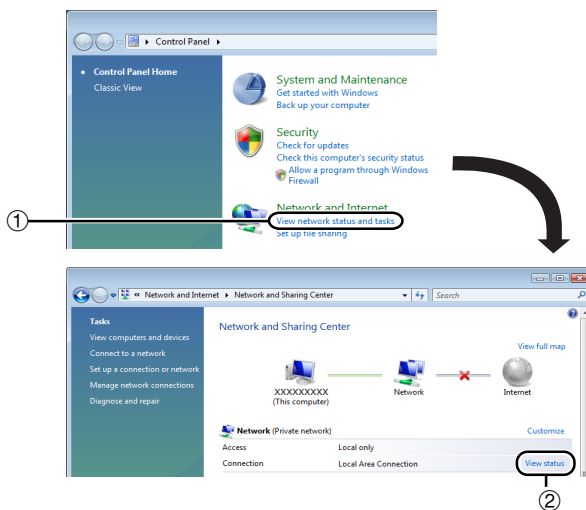 Control Panel
Control Panel Home
Classic View
System and Maintenance
Get started with Windows
Back up your computer
Security
Check for updates
Check this computer's security status
Allow a program through Windows
Firewall
Network and Internet
① View network status and tasks
Set up file sharing
« Network and Internet Network and Sharing Center Search
Tasks
View computers and devices
Connect to a network
Set up a connection or network
Manage network connections
Diagnose and repair
Network and Sharing Center
View full map
XXXXXXXXX
(This computer)
Network
Internet
Network (Private network) Customize
Access Local only
Connection Local Area Connection View status
②